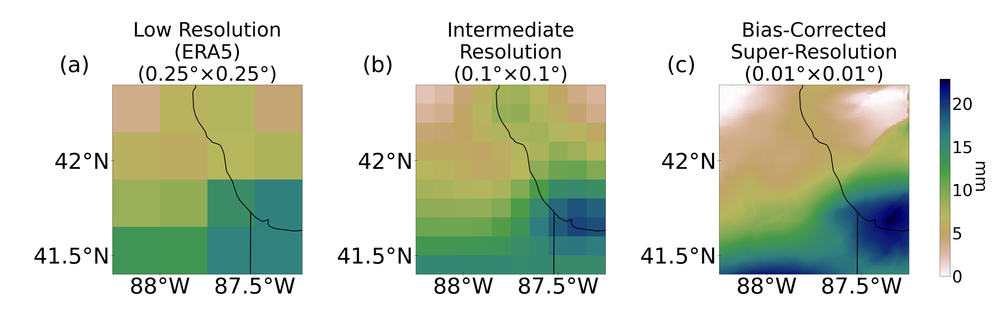 (a)
Low Resolution
(ERA5)
(0.25°×0.25°)
42°N
41.5°N
88°W
87.5°W
(b)
Intermediate
Resolution
(0.1°×0.1°)
42°N
41.5°N
88°W
87.5°W
(c)
Bias-Corrected
Super-Resolution
(0.01°×0.01°)
42°N
41.5°N
88°W
87.5°W
20
15
10
5
0
mm